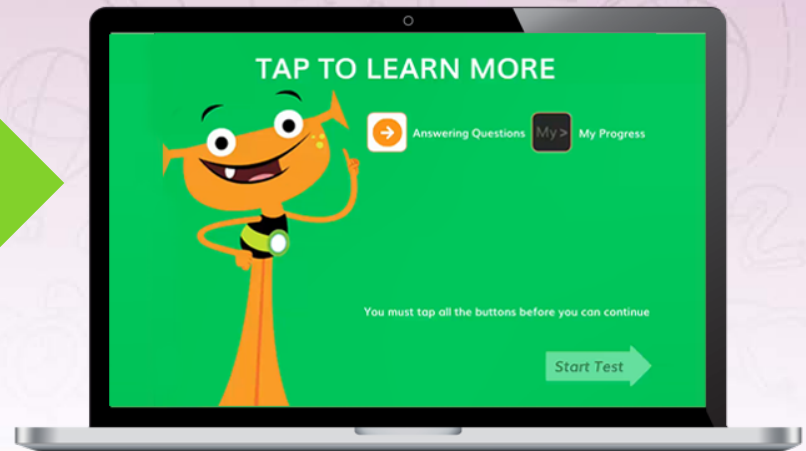 TAP TO LEARN MORE
Answering Questions My> My Progress
You must tap all the buttons before you can continue
Start Test